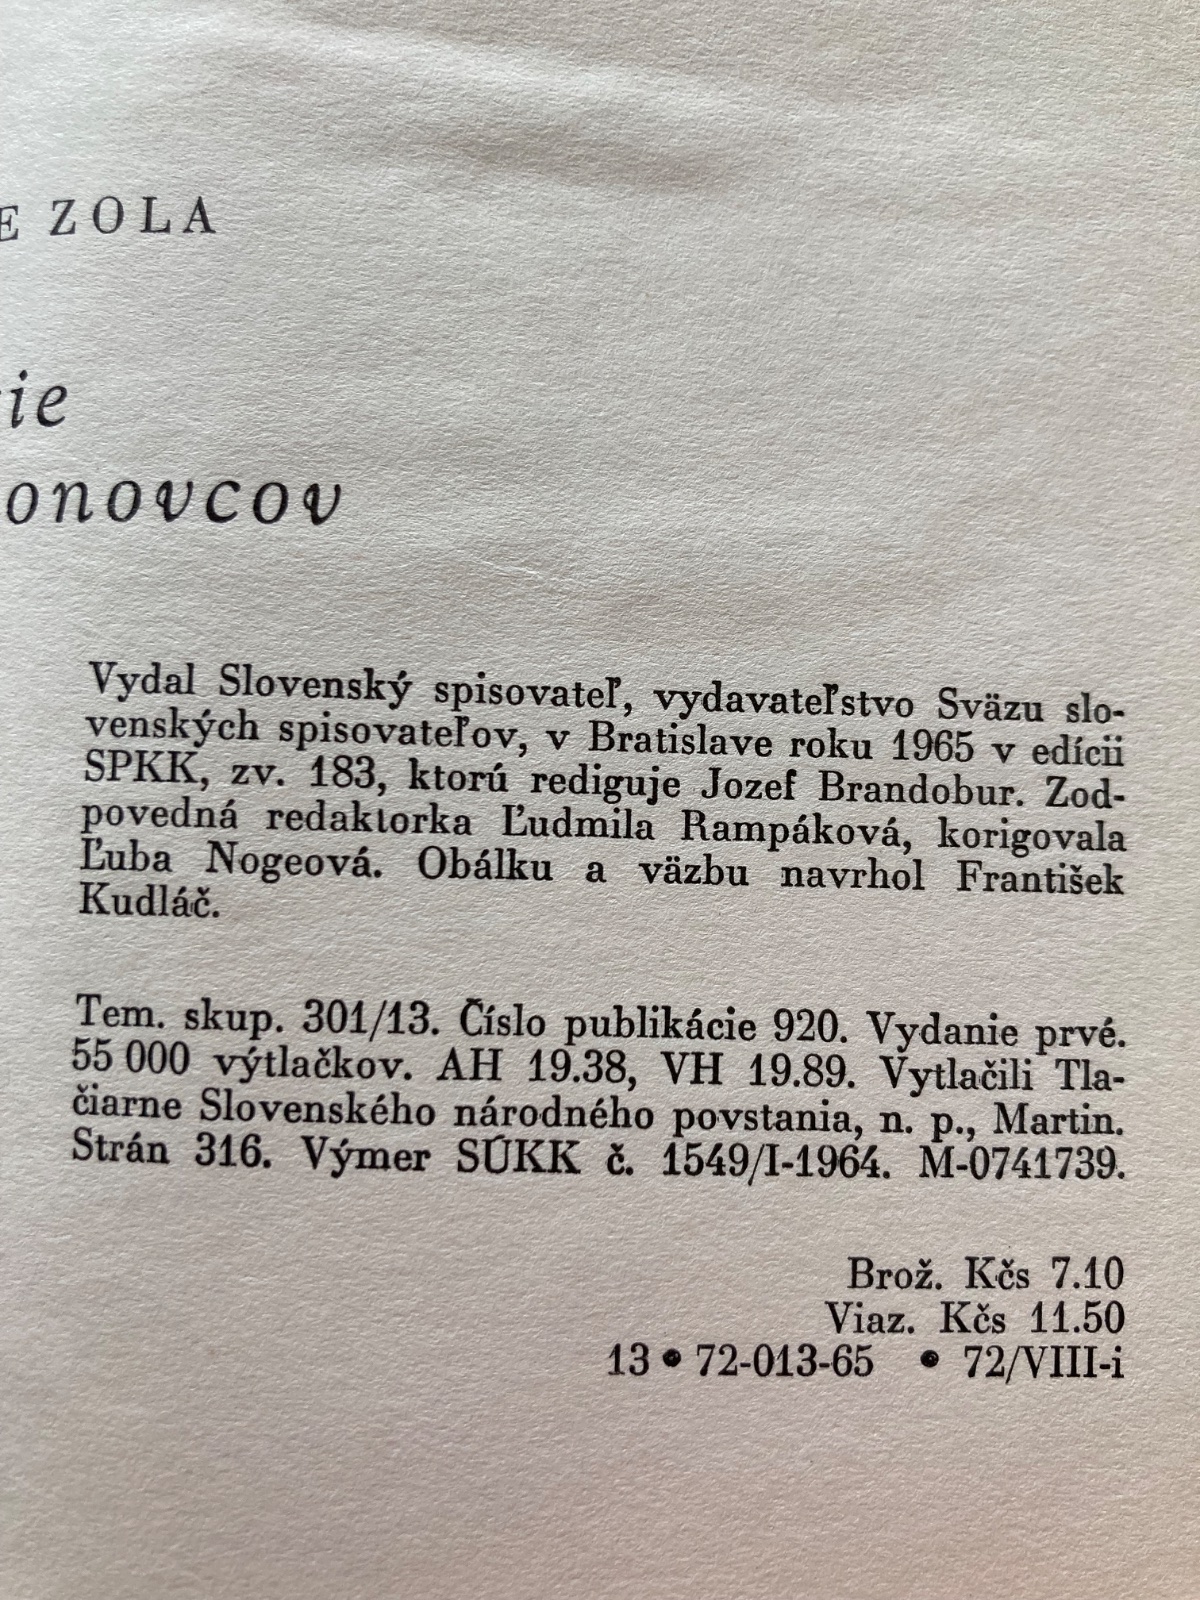 E ZOLA
ie
onovcov
Vydal Slovenský spisovateľ, vydavateľstvo Sväzu slo-
venských spisovateľov, v Bratislave roku 1965 v edícii
SPKK, zv. 183, ktorú rediguje Jozef Brandobur. Zod-
povedná redaktorka Ľudmila Rampáková, korigovala
Ľuba Nogeová. Obálku a väzbu navrhol František
Kudláč.
Tem. skup. 301/13. Číslo publikácie 920. Vydanie prvé.
55 000 výtlačkov. AH 19.38, VH 19.89. Vytlačili Tla-
čiarne Slovenského národného povstania, n. p., Martin.
Strán 316. Výmer SÚKK č. 1549/I-1964. M-0741739.
Brož. Kčs 7.10
Viaz. Kčs 11.50
13 • 72-013-65 • 72/VIII-i